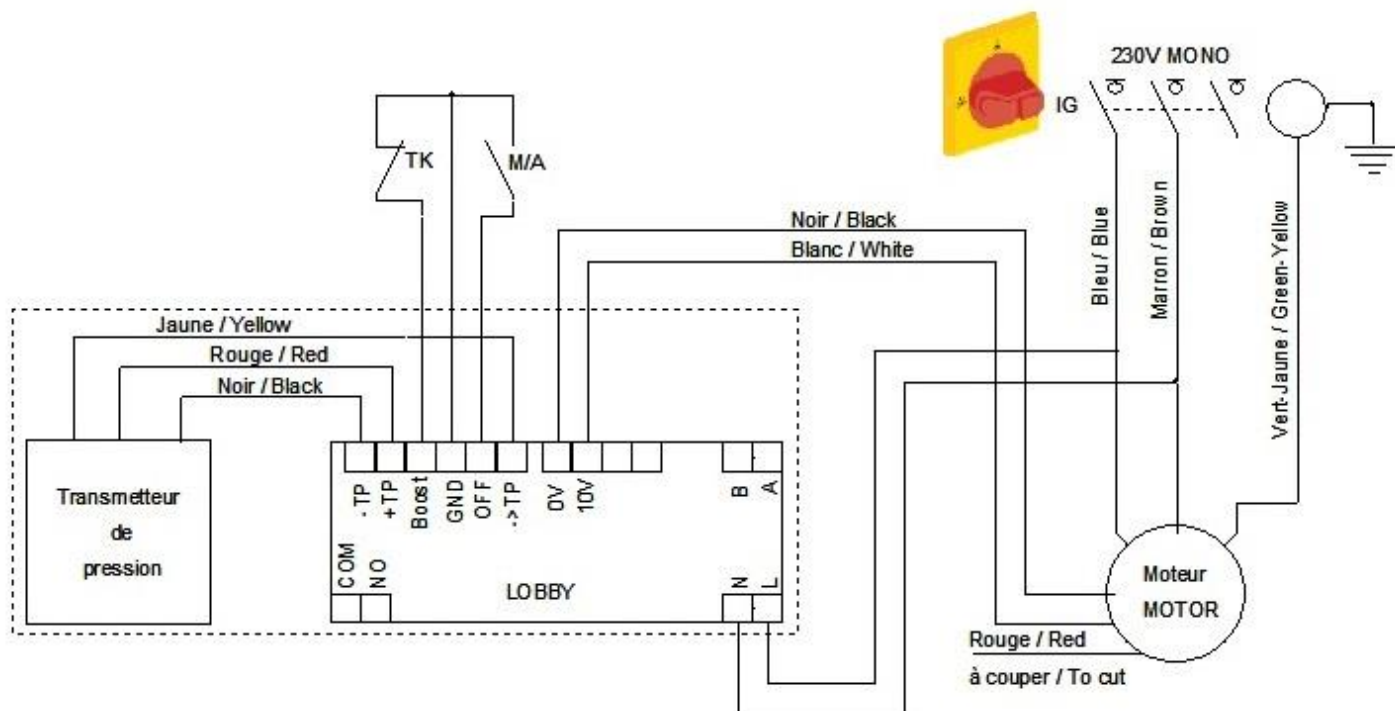 230V MONO
IG
TK
M/A
Noir / Black
Blanc / White
Bleu / Blue
Marron / Brown
Vert-Jaune / Green-Yellow
Jaune / Yellow
Rouge / Red
Noir / Black
Transmetteur
de
pression
-TP
+TP
Boost
GND
OFF
->TP
0V
10V
B
A
COM
NO
LOBBY
N
L
Moteur
MOTOR
Rouge / Red
à couper / To cut